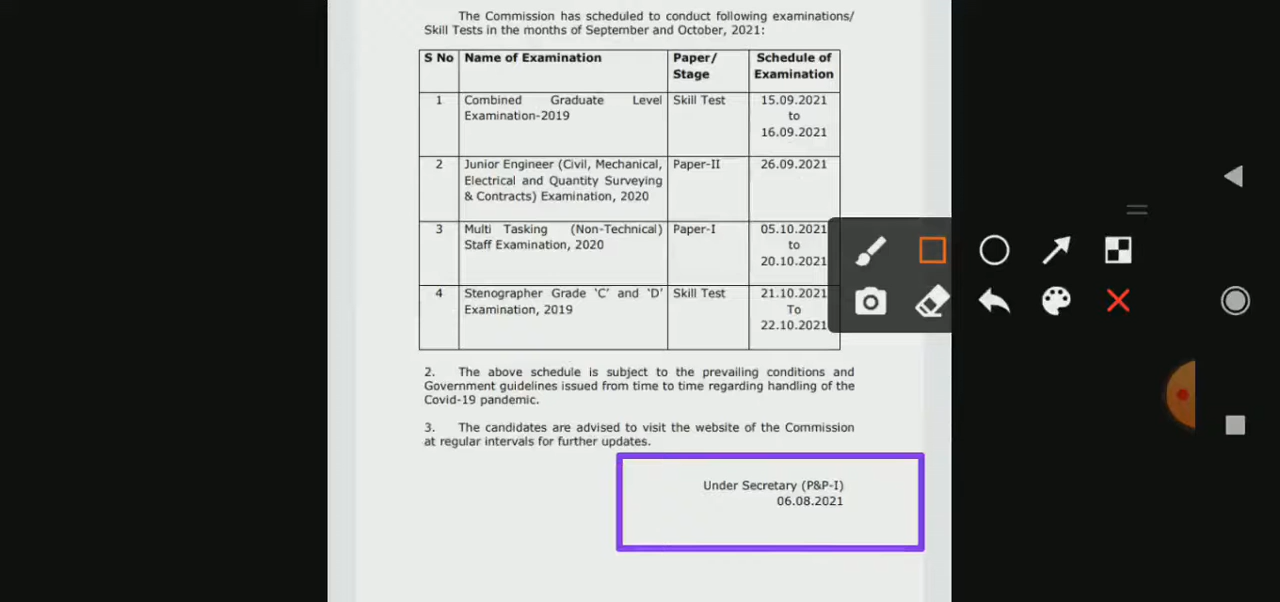 The Commission has scheduled to conduct following examinations/
Skill Tests in the months of September and October, 2021:
S No Name of Examination Paper/ Stage Schedule of Examination
1 Combined Graduate Level Examination-2019 Skill Test 15.09.2021 to 16.09.2021
2 Junior Engineer (Civil, Mechanical, Electrical and Quantity Surveying & Contracts) Examination, 2020 Paper-II 26.09.2021
3 Multi Tasking (Non-Technical) Staff Examination, 2020 Paper-I 05.10.2021 to 20.10.2021
4 Stenographer Grade ‘C’ and ‘D’ Examination, 2019 Skill Test 21.10.2021 To 22.10.2021
2. The above schedule is subject to the prevailing conditions and
Government guidelines issued from time to time regarding handling of the
Covid-19 pandemic.
3. The candidates are advised to visit the website of the Commission
at regular intervals for further updates.
Under Secretary (P&P-I)
06.08.2021